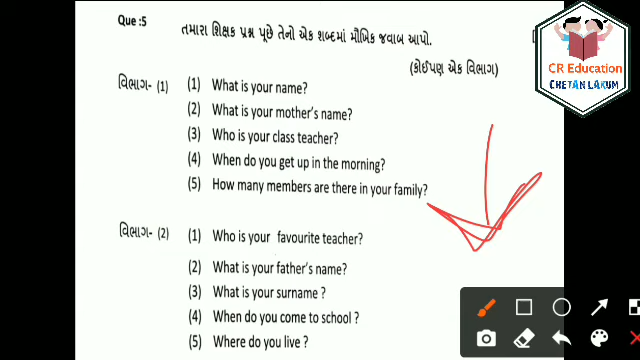 Que :5 તમારા શિક્ષક પ્રશ્ન પૂછે તેનો એક શબ્દમાં મૌખિક જવાબ આપો.
(કોઈપણ એક વિભાગ)
વિભાગ- (1) (1) What is your name?
(2) What is your mother's name?
(3) Who is your class teacher?
(4) When do you get up in the morning?
(5) How many members are there in your family?
વિભાગ- (2) (1) Who is your favourite teacher?
(2) What is your father's name?
(3) What is your surname ?
(4) When do you come to school ?
(5) Where do you live ?
CR Education
CHETAN LAKUM